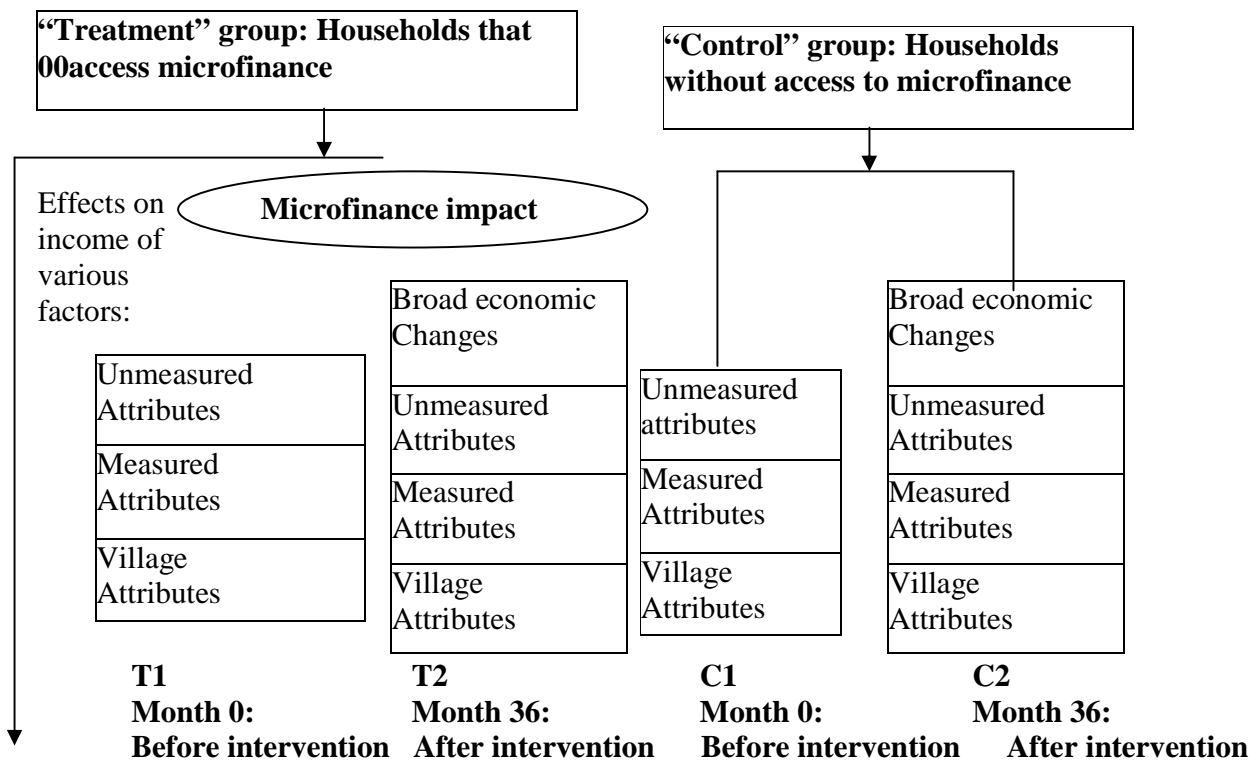 “Treatment” group: Households that
00access microfinance
“Control” group: Households
without access to microfinance
Effects on
income of
various
factors:
Microfinance impact
Unmeasured
Attributes
Measured
Attributes
Village
Attributes
Broad economic
Changes
Unmeasured
Attributes
Measured
Attributes
Village
Attributes
Unmeasured
attributes
Measured
Attributes
Village
Attributes
Broad economic
Changes
Unmeasured
Attributes
Measured
Attributes
Village
Attributes
T1
Month 0:
Before intervention
T2
Month 36:
After intervention
C1
Month 0:
Before intervention
C2
Month 36:
After intervention